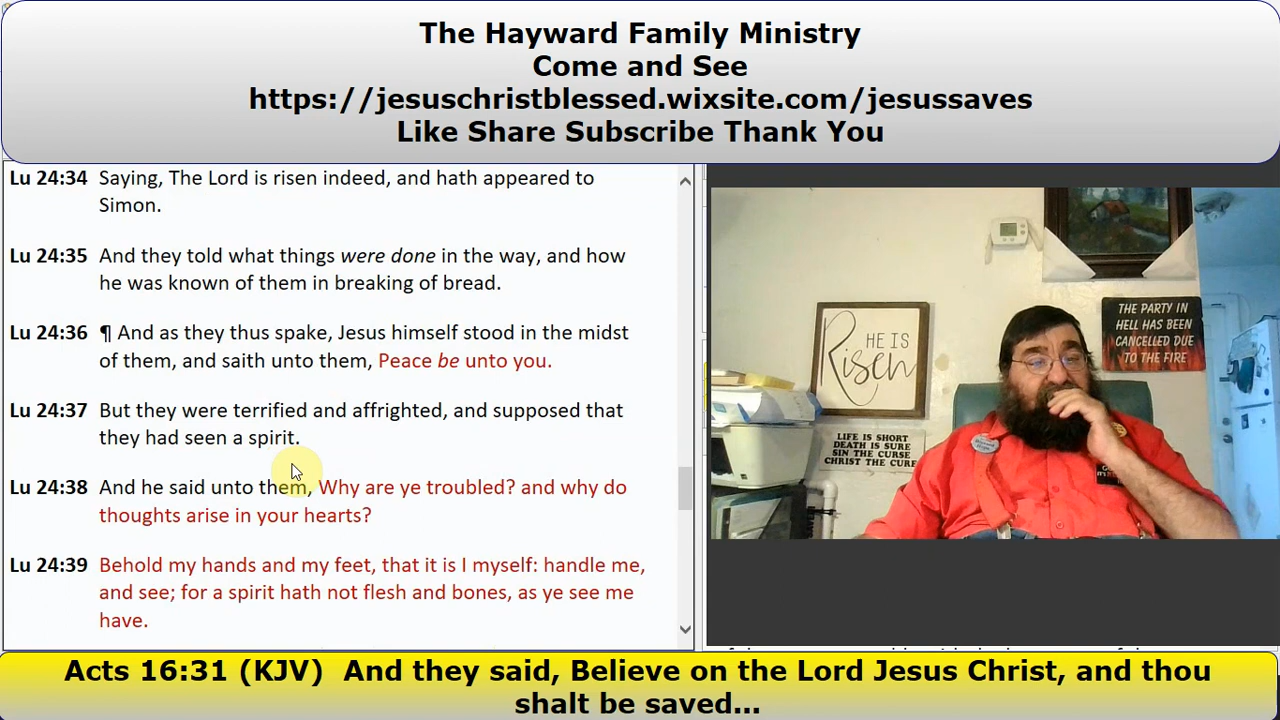 The Hayward Family Ministry
Come and See
https://jesuschristblessed.wixsite.com/jesussaves
Like Share Subscribe Thank You
Lu 24:34 Saying, The Lord is risen indeed, and hath appeared to
Simon.
Lu 24:35 And they told what things were done in the way, and how
he was known of them in breaking of bread.
Lu 24:36 ¶ And as they thus spake, Jesus himself stood in the midst
of them, and saith unto them, Peace be unto you.
Lu 24:37 But they were terrified and affrighted, and supposed that
they had seen a spirit.
Lu 24:38 And he said unto them, Why are ye troubled? and why do
thoughts arise in your hearts?
Lu 24:39 Behold my hands and my feet, that it is I myself: handle me,
and see; for a spirit hath not flesh and bones, as ye see me
have.
HE IS
Risen
THE PARTY IN
HELL HAS BEEN
CANCELLED DUE
TO THE FIRE
LIFE IS SHORT
DEATH IS SURE
SIN THE CURSE
CHRIST THE CURE
Acts 16:31 (KJV) And they said, Believe on the Lord Jesus Christ, and thou
shalt be saved...